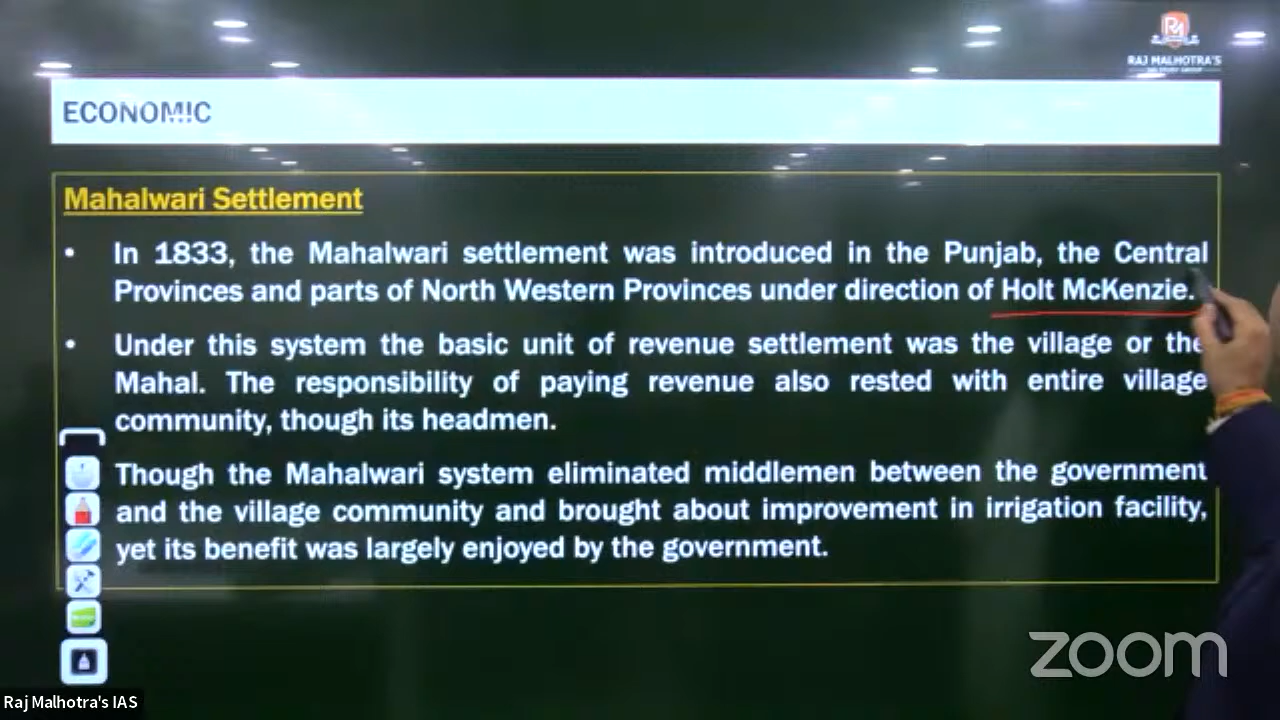 RAJ MALHOTRA'S
ECONOMIC
Mahalwari Settlement
• In 1833, the Mahalwari settlement was introduced in the Punjab, the Central
Provinces and parts of North Western Provinces under direction of Holt McKenzie.
• Under this system the basic unit of revenue settlement was the village or the
Mahal. The responsibility of paying revenue also rested with entire village
community, though its headmen.
Though the Mahalwari system eliminated middlemen between the government
and the village community and brought about improvement in irrigation facility,
yet its benefit was largely enjoyed by the government.
zoom
Raj Malhotra's IAS